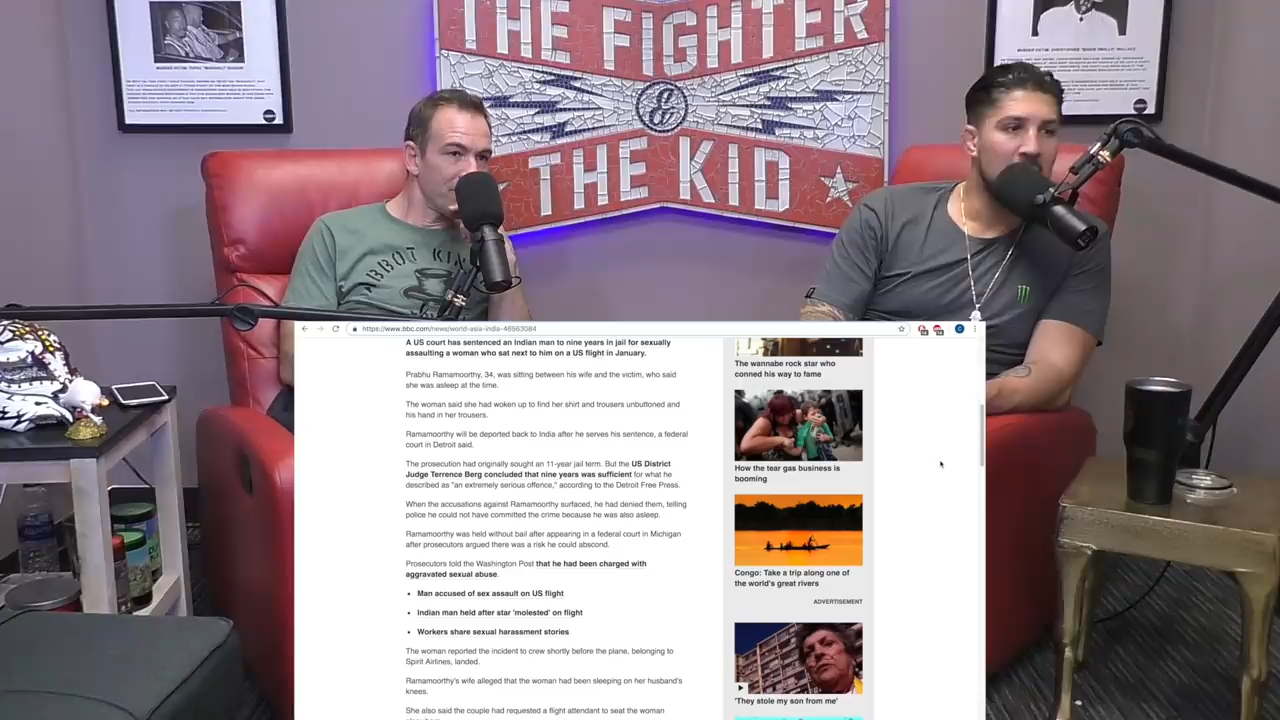 THE FIGHTER
&
THE KID
ABBOT KIN
https://www.bbc.com/news/world-asia-india-46563084
A US court has sentenced an Indian man to nine years in jail for sexually
assaulting a woman who sat next to him on a US flight in January.
Prabhu Ramamoorthy, 34, was sitting between his wife and the victim, who said
she was asleep at the time.
The woman said she had woken up to find her shirt and trousers unbuttoned and
his hand in her trousers.
Ramamoorthy will be deported back to India after he serves his sentence, a federal
court in Detroit said.
The prosecution had originally sought an 11-year jail term. But the US District
Judge Terrence Berg concluded that nine years was sufficient for what he
described as "an extremely serious offence," according to the Detroit Free Press.
When the accusations against Ramamoorthy surfaced, he had denied them, telling
police he could not have committed the crime because he was also asleep.
Ramamoorthy was held without bail after appearing in a federal court in Michigan
after prosecutors argued there was a risk he could abscond.
Prosecutors told the Washington Post that he had been charged with
aggravated sexual abuse.
• Man accused of sex assault on US flight
• Indian man held after star 'molested' on flight
• Workers share sexual harassment stories
The woman reported the incident to crew shortly before the plane, belonging to
Spirit Airlines, landed.
Ramamoorthy's wife alleged that the woman had been sleeping on her husband's
knees.
She also said the couple had requested a flight attendant to seat the woman
The wannabe rock star who
conned his way to fame
How the tear gas business is
booming
Congo: Take a trip along one of
the world's great rivers
ADVERTISEMENT
'They stole my son from me'